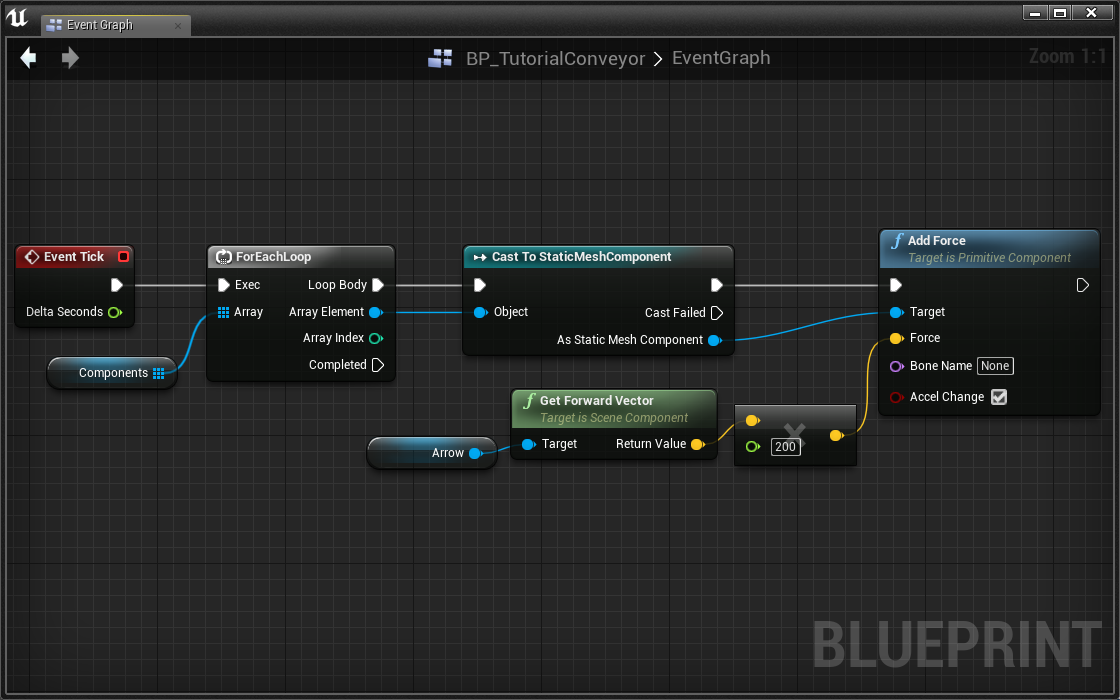 Event Graph
BP_TutorialConveyor > EventGraph
Zoom 1:1
Event Tick
Delta Seconds
Components
ForEachLoop
Exec
Loop Body
Array
Array Element
Array Index
Completed
Cast To StaticMeshComponent
Object
Cast Failed
As Static Mesh Component
Arrow
Get Forward Vector
Target is Scene Component
Target
Return Value
200
Add Force
Target is Primitive Component
Target
Force
Bone Name None
Accel Change
BLUEPRINT